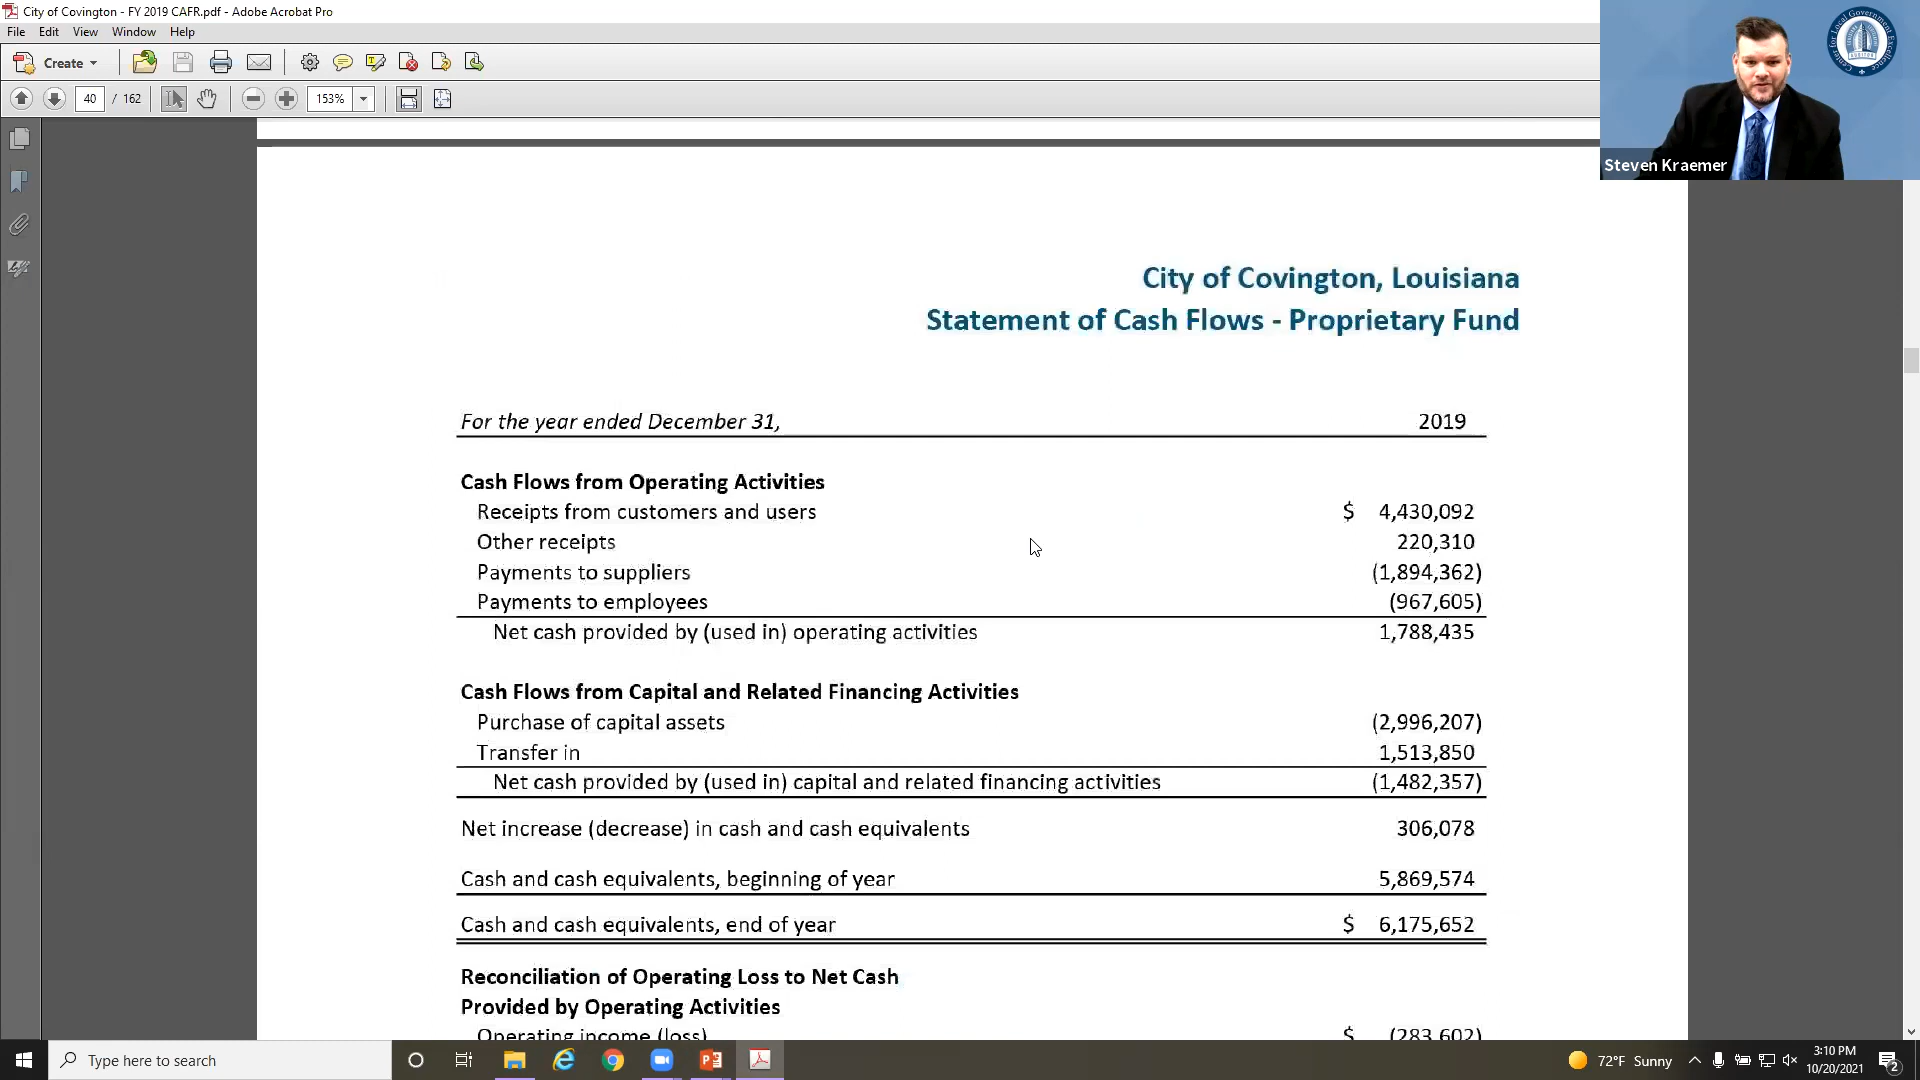 City of Covington - FY 2019 CAFR.pdf - Adobe Acrobat Pro
File Edit View Window Help
Create
40 / 162 153%
Steven Kraemer
City of Covington, Louisiana
Statement of Cash Flows - Proprietary Fund
For the year ended December 31, 2019
Cash Flows from Operating Activities
Receipts from customers and users $ 4,430,092
Other receipts 220,310
Payments to suppliers (1,894,362)
Payments to employees (967,605)
Net cash provided by (used in) operating activities 1,788,435
Cash Flows from Capital and Related Financing Activities
Purchase of capital assets (2,996,207)
Transfer in 1,513,850
Net cash provided by (used in) capital and related financing activities (1,482,357)
Net increase (decrease) in cash and cash equivalents 306,078
Cash and cash equivalents, beginning of year 5,869,574
Cash and cash equivalents, end of year $ 6,175,652
Reconciliation of Operating Loss to Net Cash
Provided by Operating Activities
Operating income (loss) $ (283,602)
Type here to search
72°F Sunny
3:10 PM
10/20/2021
2